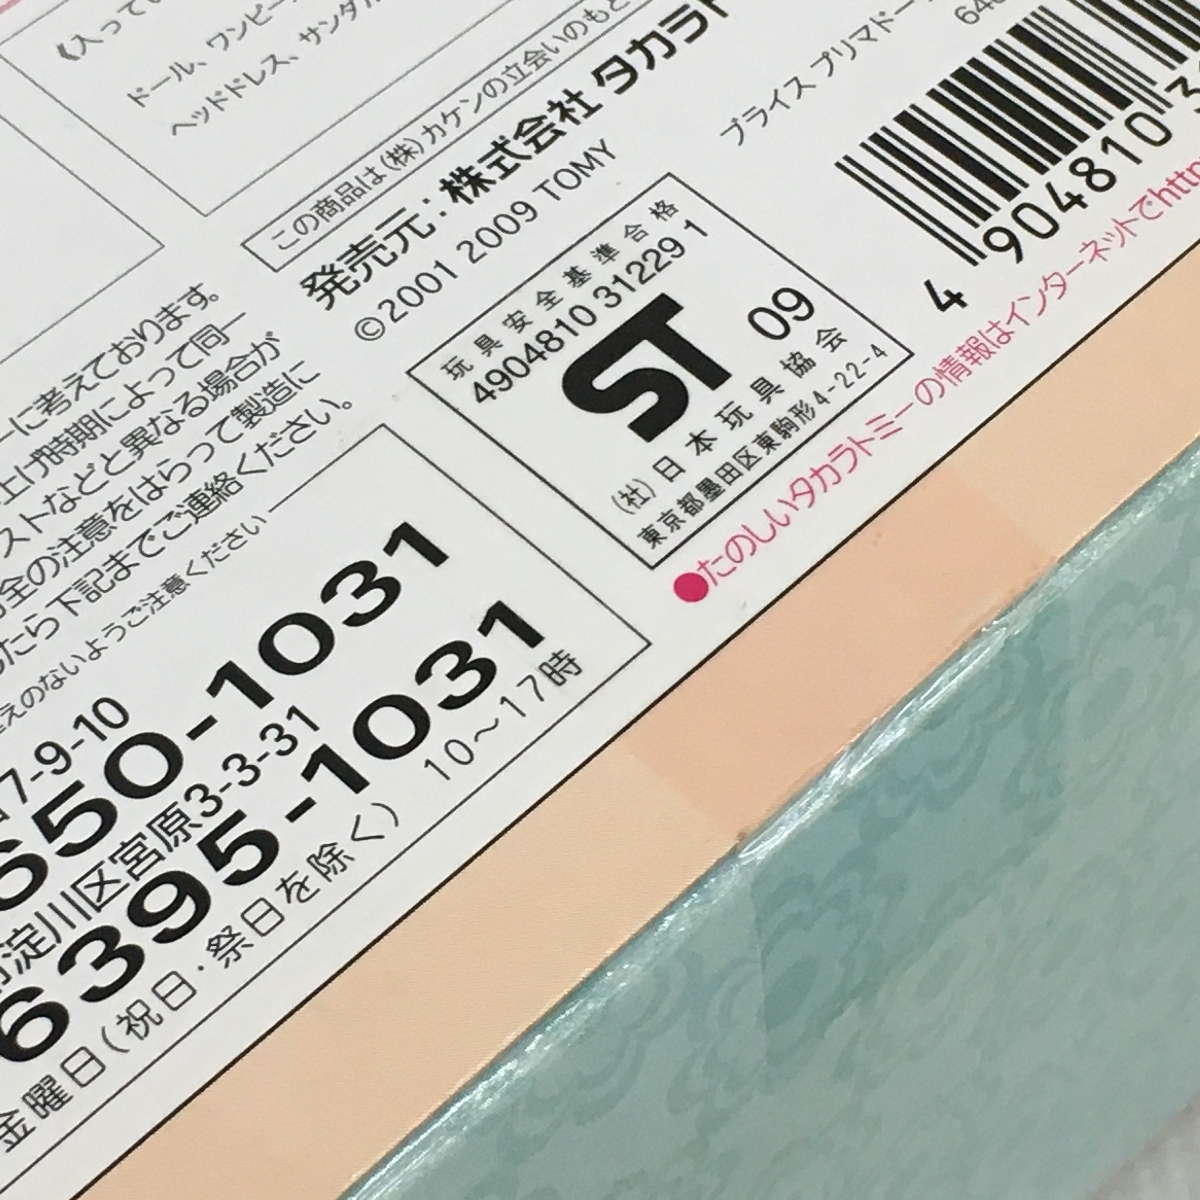 《入ってい
ドール、ワンピー
ヘッドドレス、サンダル
この商品は(株)カケンの立会いのもと
発売元:株式会社 タカラト
©2001 2009 TOMY
玩具安全基準合格
4904810 31229 1
ST 09
(社)日本玩具協会
東京都墨田区東駒形4-22-4
ブライス プリマドー
4 904810
●たのしいタカラトミーの情報はインターネットでhttp
ーに考えております。
上げ時期によって同一
ストなどと異なる場合が
全の注意をはらって製造に
たら下記までご連絡ください。
えのないようご注意ください
7-9-10
650-1031
淀川区宮原3-3-31
6395-1031
金曜日(祝日・祭日を除く) 10～17時